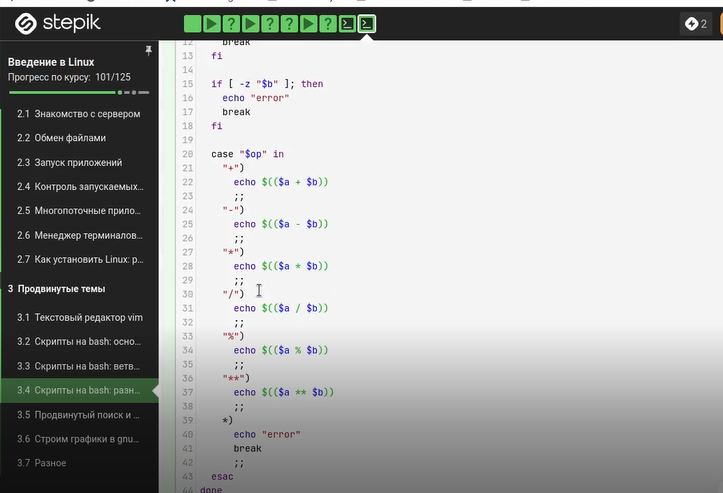 stepik
2
Введение в Linux
Прогресс по курсу: 101/125
2.1 Знакомство с сервером
2.2 Обмен файлами
2.3 Запуск приложений
2.4 Контроль запускаемых...
2.5 Многопоточные прило...
2.6 Менеджер терминалов...
2.7 Как установить Linux: р...
3 Продвинутые темы
3.1 Текстовый редактор vim
3.2 Скрипты на bash: осно...
3.3 Скрипты на bash: ветв...
3.4 Скрипты на bash: разн...
3.5 Продвинутый поиск и ...
3.6 Строим графики в gnu...
3.7 Разное
12 break
13 fi
14
15 if [ -z "$b" ]; then
16 echo "error"
17 break
18 fi
19
20 case "$op" in
21 "+")
22 echo $(($a + $b))
23 ;;
24 "-")
25 echo $(($a - $b))
26 ;;
27 "*")
28 echo $(($a * $b))
29 ;;
30 "/")
31 echo $(($a / $b))
32 ;;
33 "%")
34 echo $(($a % $b))
35 ;;
36 "**")
37 echo $(($a ** $b))
38 ;;
39 *)
40 echo "error"
41 break
42 ;;
43 esac
44 done